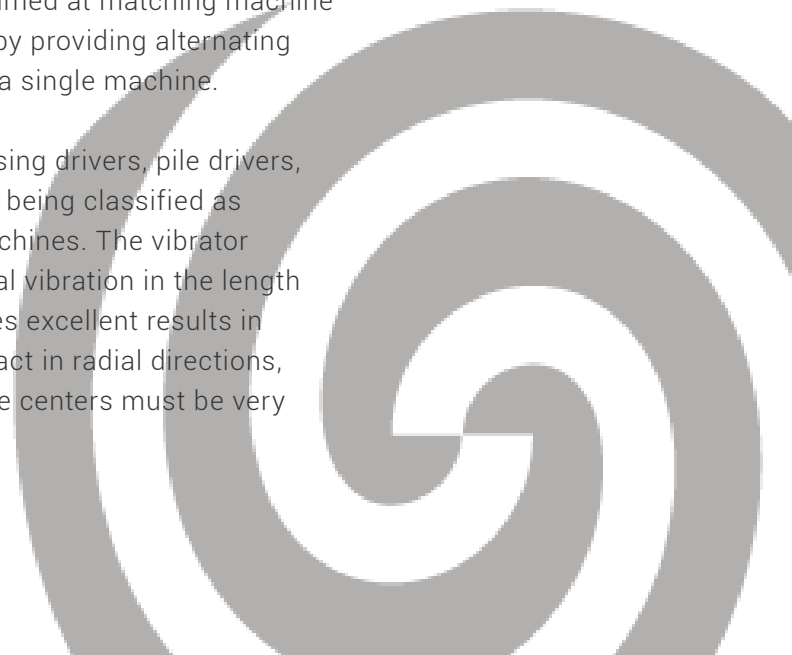 aimed at matching machine
by providing alternating
a single machine.
sing drivers, pile drivers,
being classified as
chines. The vibrator
al vibration in the length
es excellent results in
act in radial directions,
e centers must be very